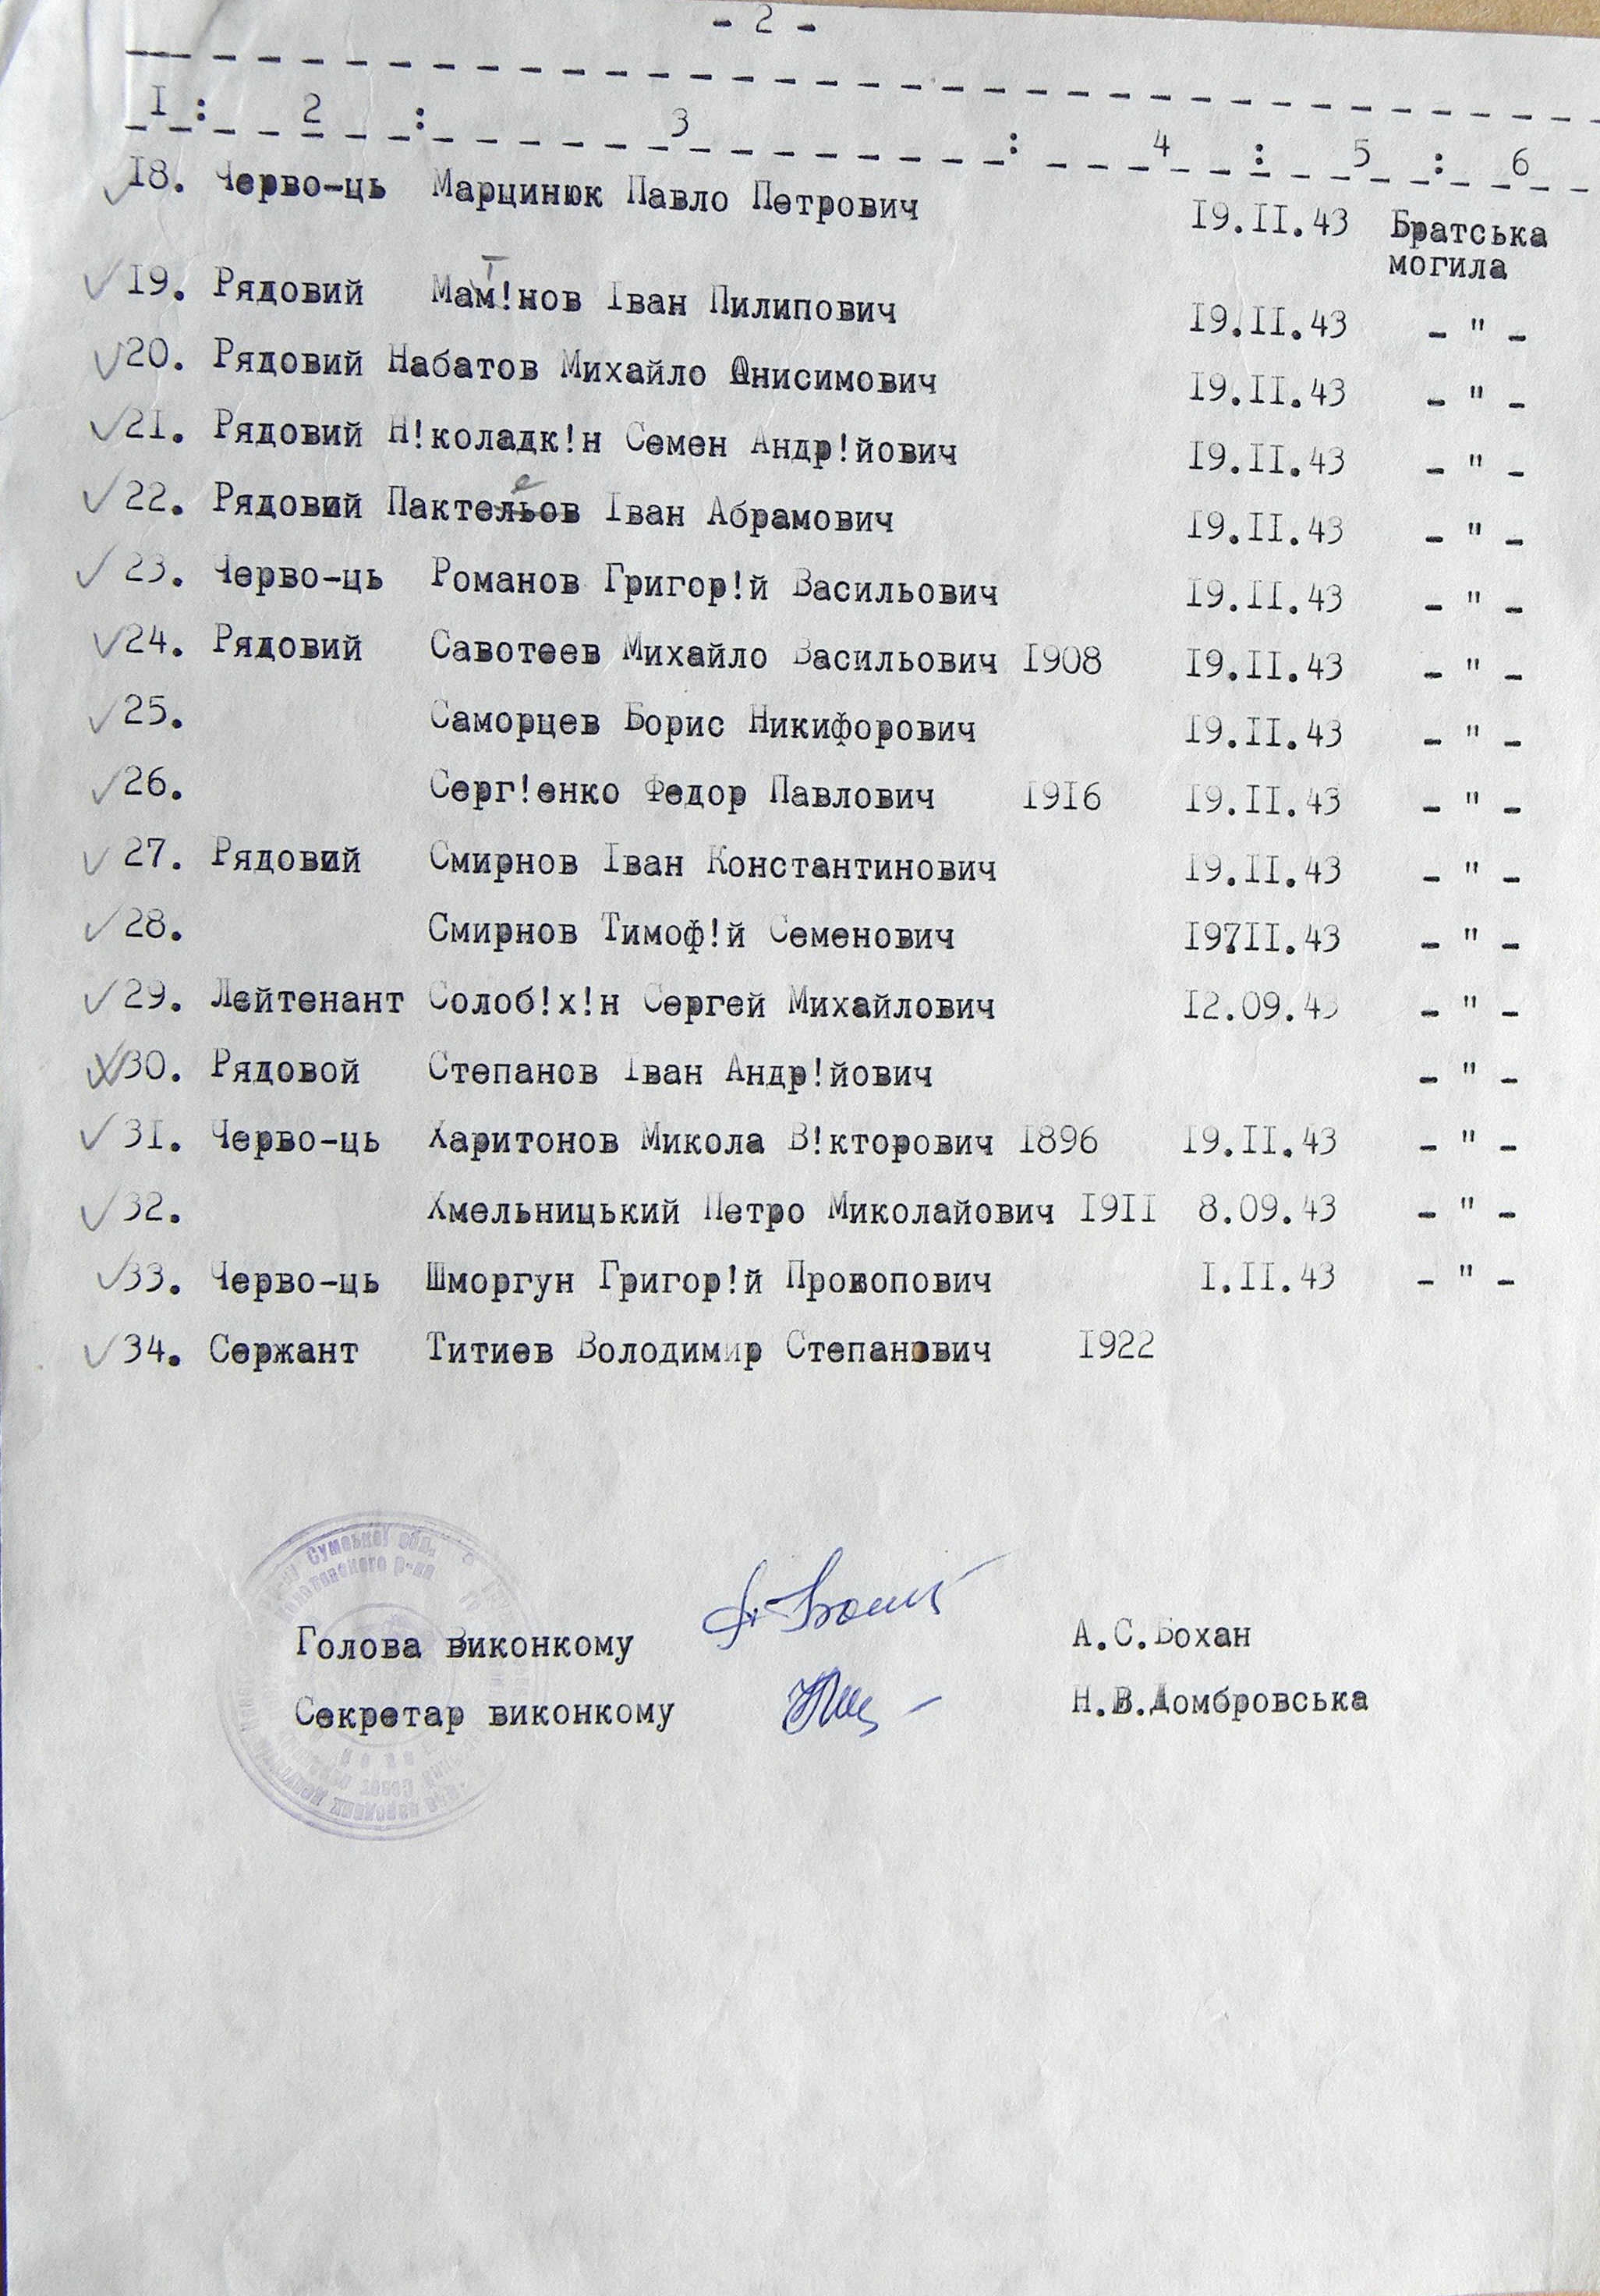 - 2 -
I : 2 : 3 : 4 : 5 : 6
18. Черво-ць Марцинюк Павло Петрович 19.II.43 Братська
могила
т
19. Рядовий Мам!нов Іван Пилипович 19.II.43 - " -
20. Рядовий Набатов Михайло Онисимович 19.II.43 - " -
21. Рядовий Н!коладк!н Семен Андр!йович 19.II.43 - " -
е
22. Рядовий Пактельов Іван Абрамович 19.II.43 - " -
23. Черво-ць Романов Григор!й Васильович 19.II.43 - " -
24. Рядовий Савотеев Михайло Васильович 1908 19.II.43 - " -
25. Саморцев Борис Никифорович 19.II.43 - " -
26. Серг!енко Федор Павлович 1916 19.II.43 - " -
27. Рядовий Смирнов Іван Константинович 19.II.43 - " -
28. Смирнов Тимоф!й Семенович 197II.43 - " -
29. Лейтенант Солоб!х!н Сергей Михайлович 12.09.43 - " -
30. Рядовой Степанов Іван Андр!йович - " -
31. Черво-ць Харитонов Микола В!кторович 1896 19.II.43 - " -
32. Хмельницький Петро Миколайович 1911 8.09.43 - " -
33. Черво-ць Шморгун Григор!й Прокопович I.II.43 - " -
34. Сержант Титиев Володимир Степанович 1922
Сумської обл.
р-на
Голова виконкому А.С.Бохан
Секретар виконкому Н.В.Домбровська